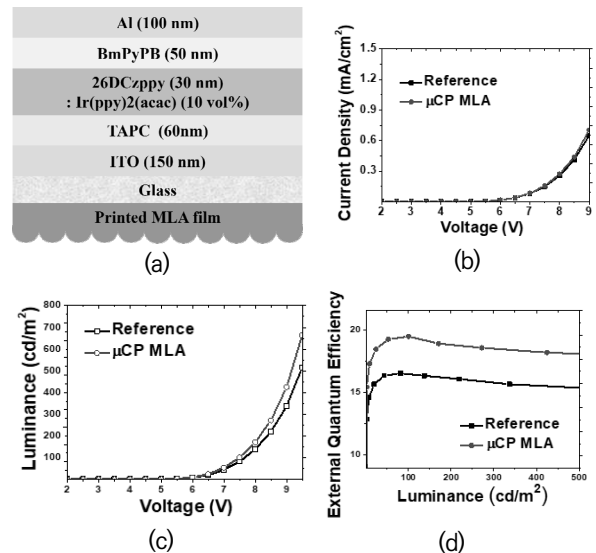 Al (100 nm)
BmPyPB (50 nm)
26DCzppy (30 nm)
: Ir(ppy)2(acac) (10 vol%)
TAPC (60nm)
ITO (150 nm)
Glass
Printed MLA film
(a)
Current Density (mA/cm²)
1.5
1.2
0.9
0.6
0.3
Reference
μCP MLA
2 3 4 5 6 7 8 9
Voltage (V)
(b)
Luminance (cd/m²)
800
700
600
500
400
300
200
100
Reference
μCP MLA
2 3 4 5 6 7 8 9
Voltage (V)
(c)
External Quantum Efficiency
20
15
10
Reference
μCP MLA
100 200 300 400 500
Luminance (cd/m²)
(d)